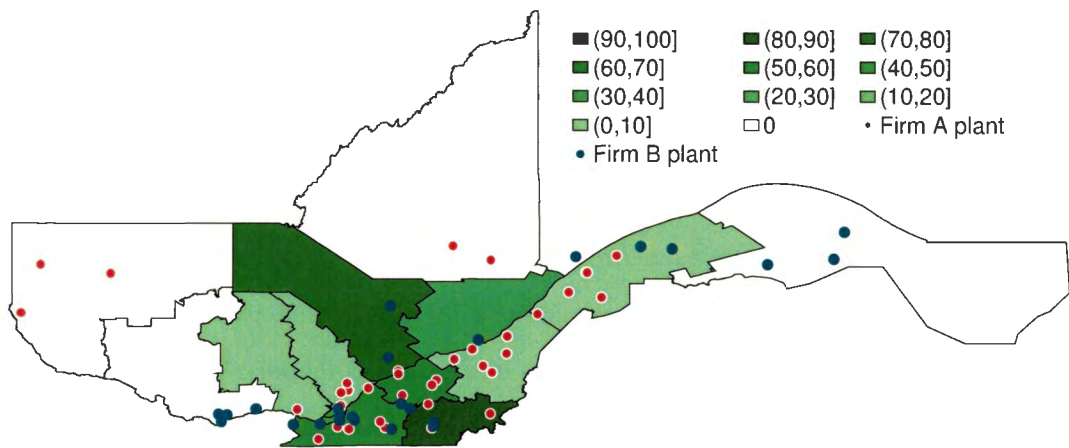 (90,100] (80,90] (70,80]
(60,70] (50,60] (40,50]
(30,40] (20,30] (10,20]
(0,10] 0 Firm A plant
Firm B plant